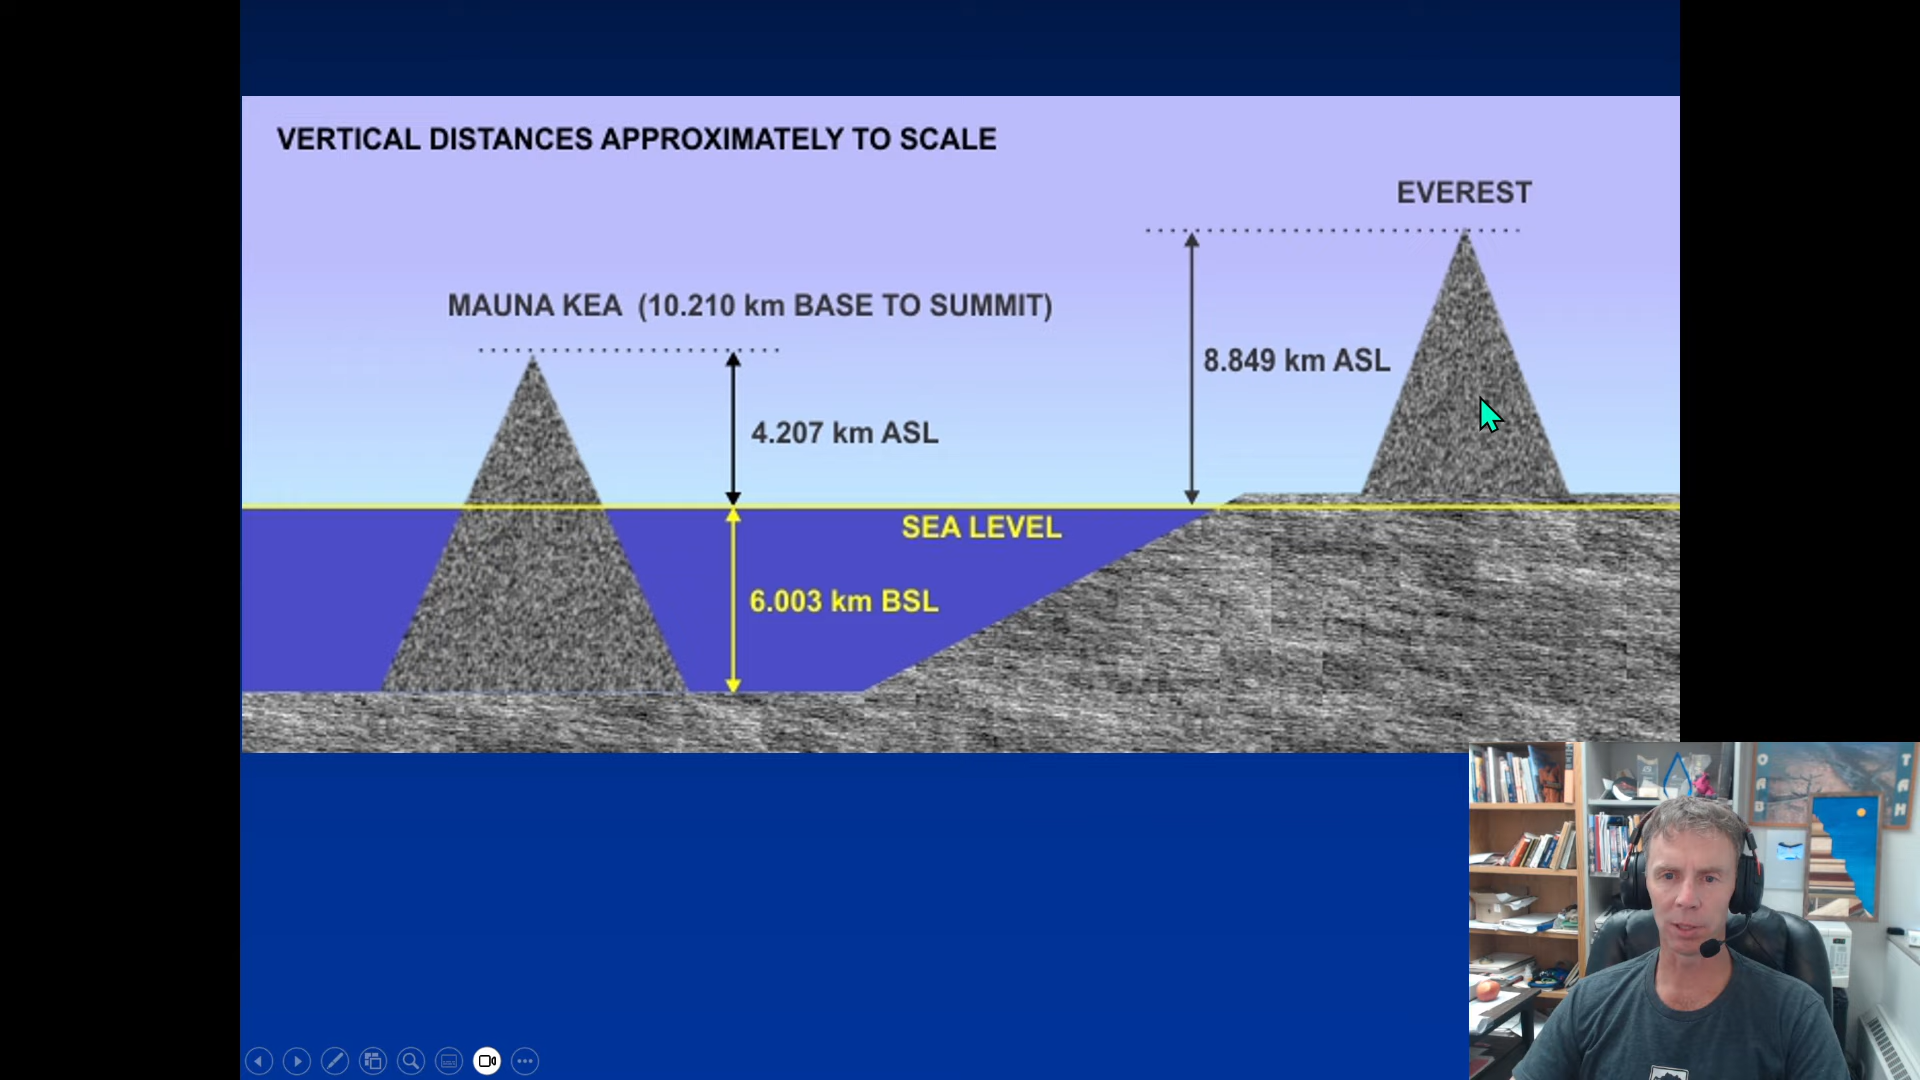 VERTICAL DISTANCES APPROXIMATELY TO SCALE
EVEREST
MAUNA KEA (10.210 km BASE TO SUMMIT)
8.849 km ASL
4.207 km ASL
SEA LEVEL
6.003 km BSL